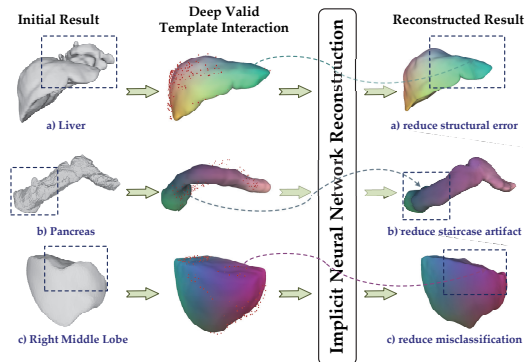 Initial Result
Deep Valid
Template Interaction
Reconstructed Result
Implicit Neural Network Reconstruction
a) Liver
a) reduce structural error
b) Pancreas
b) reduce staircase artifact
c) Right Middle Lobe
c) reduce misclassification